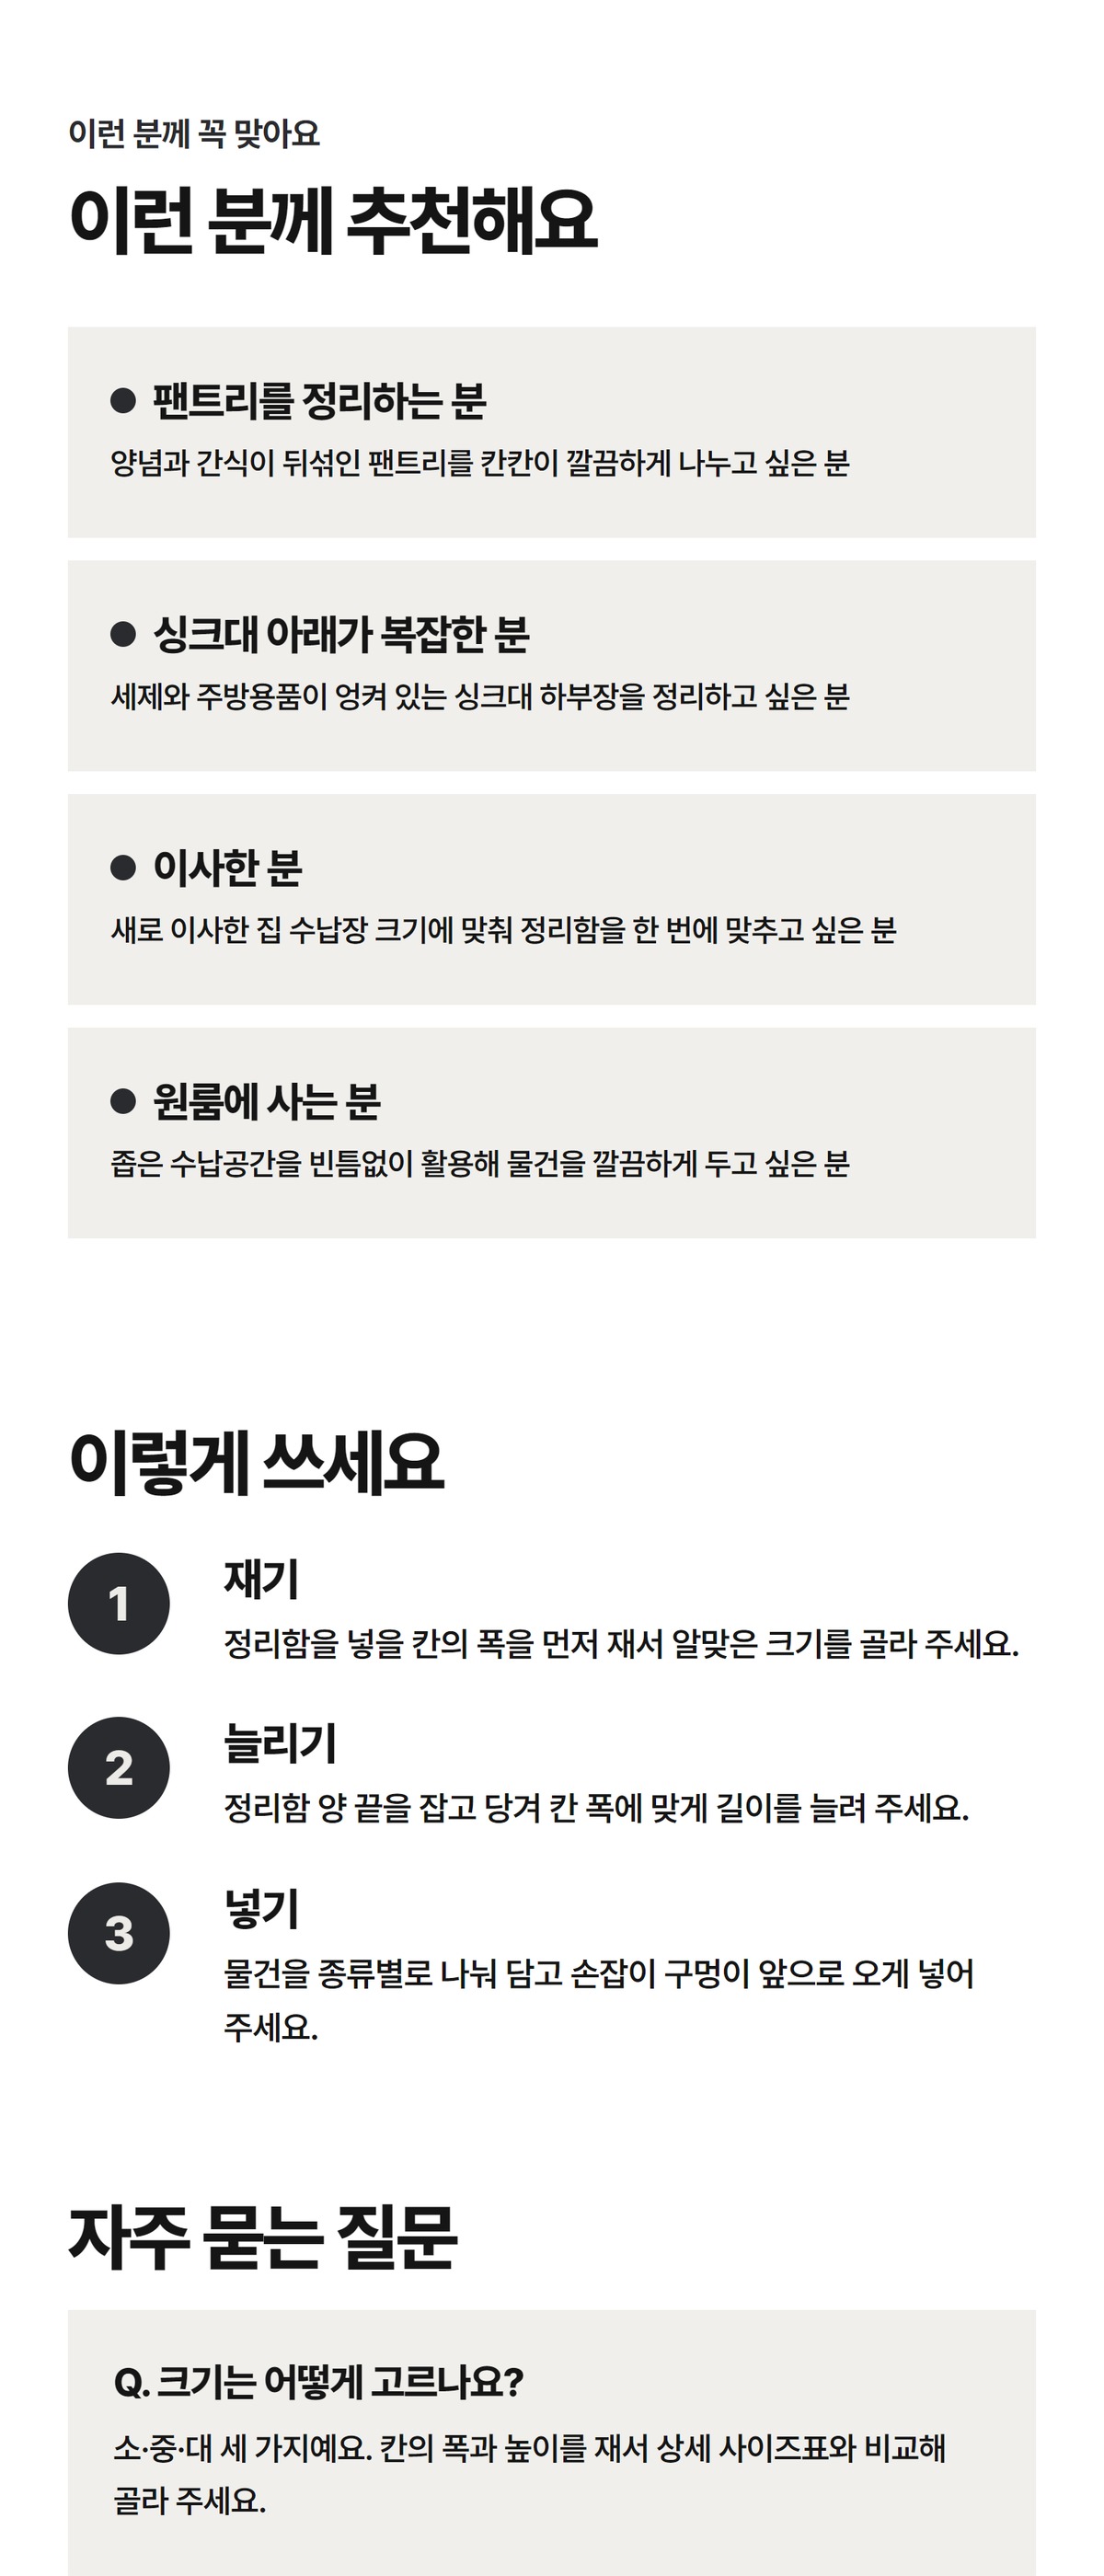 이런 분께 꼭 맞아요
이런 분께 추천해요
팬트리를 정리하는 분
양념과 간식이 뒤섞인 팬트리를 칸칸이 깔끔하게 나누고 싶은 분
싱크대 아래가 복잡한 분
세제와 주방용품이 엉켜 있는 싱크대 하부장을 정리하고 싶은 분
이사한 분
새로 이사한 집 수납장 크기에 맞춰 정리함을 한 번에 맞추고 싶은 분
원룸에 사는 분
좁은 수납공간을 빈틈없이 활용해 물건을 깔끔하게 두고 싶은 분
이렇게 쓰세요
1
재기
정리함을 넣을 칸의 폭을 먼저 재서 알맞은 크기를 골라 주세요.
2
늘리기
정리함 양 끝을 잡고 당겨 칸 폭에 맞게 길이를 늘려 주세요.
3
넣기
물건을 종류별로 나눠 담고 손잡이 구멍이 앞으로 오게 넣어
주세요.
자주 묻는 질문
Q. 크기는 어떻게 고르나요?
소·중·대 세 가지예요. 칸의 폭과 높이를 재서 상세 사이즈표와 비교해
골라 주세요.